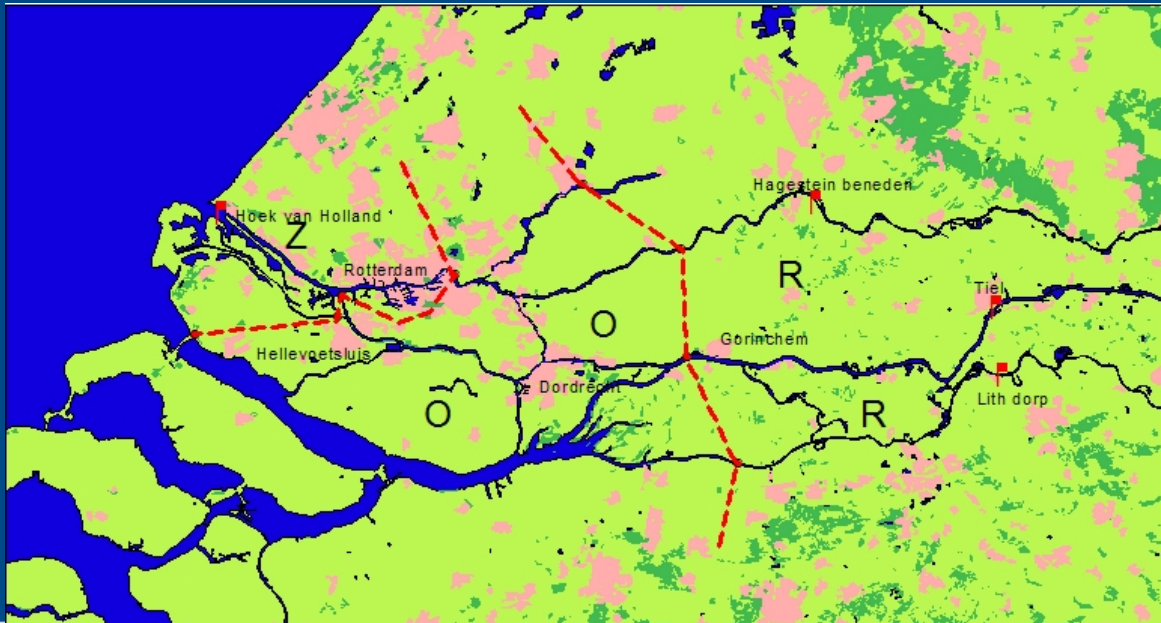 Hoek van Holland
Z
Hagestein beneden
Rotterdam
R
Tiel
O
Gorinchem
Hellevoetsluis
Dordrecht
O
R
Lith dorp